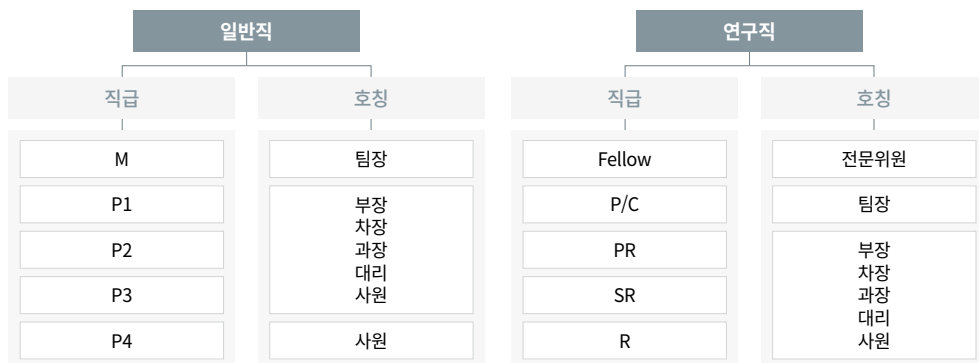 일반직
직급
호칭
M
P1
P2
P3
P4
팀장
부장
차장
과장
대리
사원
사원
연구직
직급
호칭
Fellow
P/C
PR
SR
R
전문위원
팀장
부장
차장
과장
대리
사원